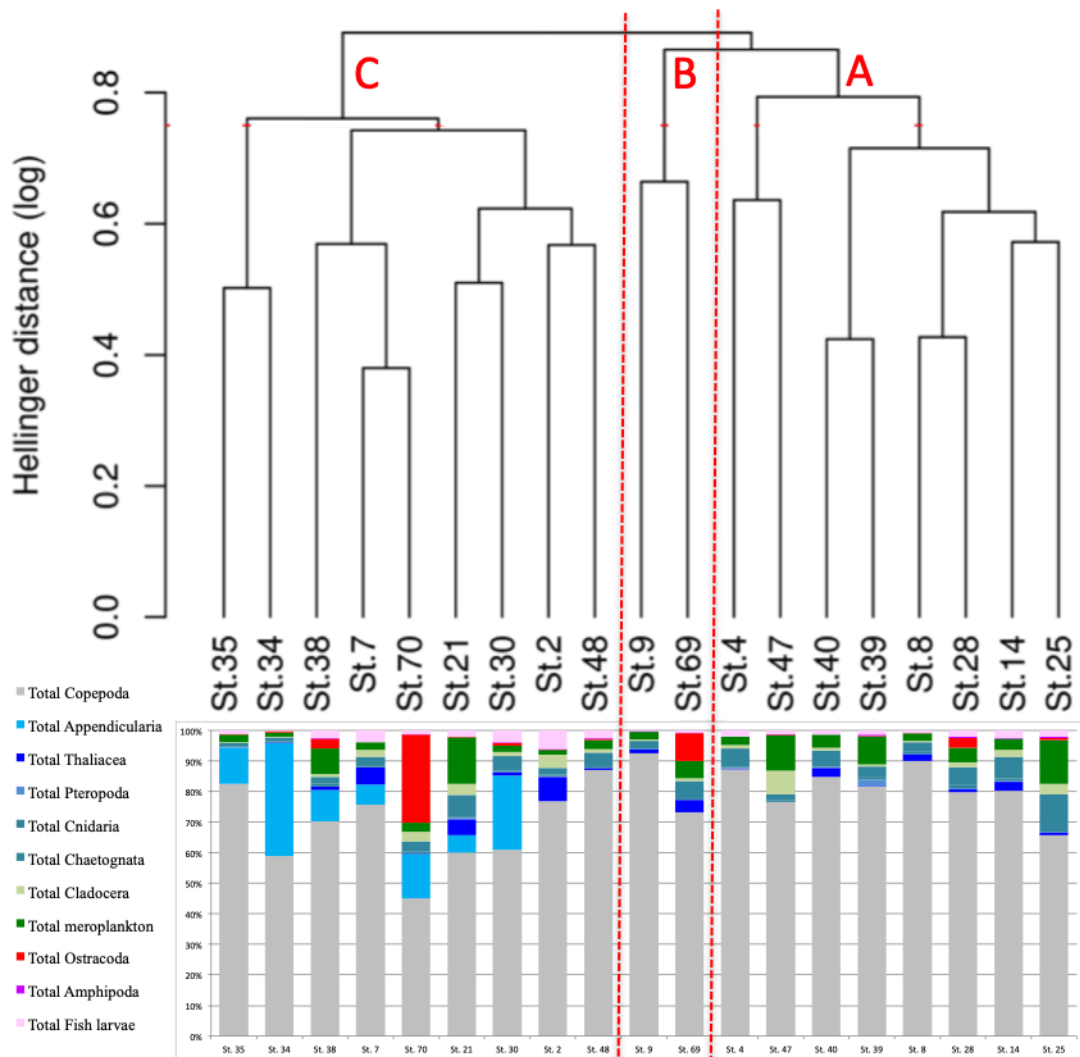 Hellinger distance (log)
0.8
0.6
0.4
0.2
0.0
C
B
A
St.35 St.34 St.38 St.7 St.70 St.21 St.30 St.2 St.48 St.9 St.69 St.4 St.47 St.40 St.39 St.8 St.28 St.14 St.25
Total Copepoda
Total Appendicularia
Total Thaliacea
Total Pteropoda
Total Cnidaria
Total Chaetognata
Total Cladocera
Total meroplankton
Total Ostracoda
Total Amphipoda
Total Fish larvae
100%
90%
80%
70%
60%
50%
40%
30%
20%
10%
0%
St. 35 St. 34 St. 38 St. 7 St. 70 St. 21 St. 30 St. 2 St. 48 St. 9 St. 69 St. 4 St. 47 St. 40 St. 39 St. 8 St. 28 St. 14 St. 25